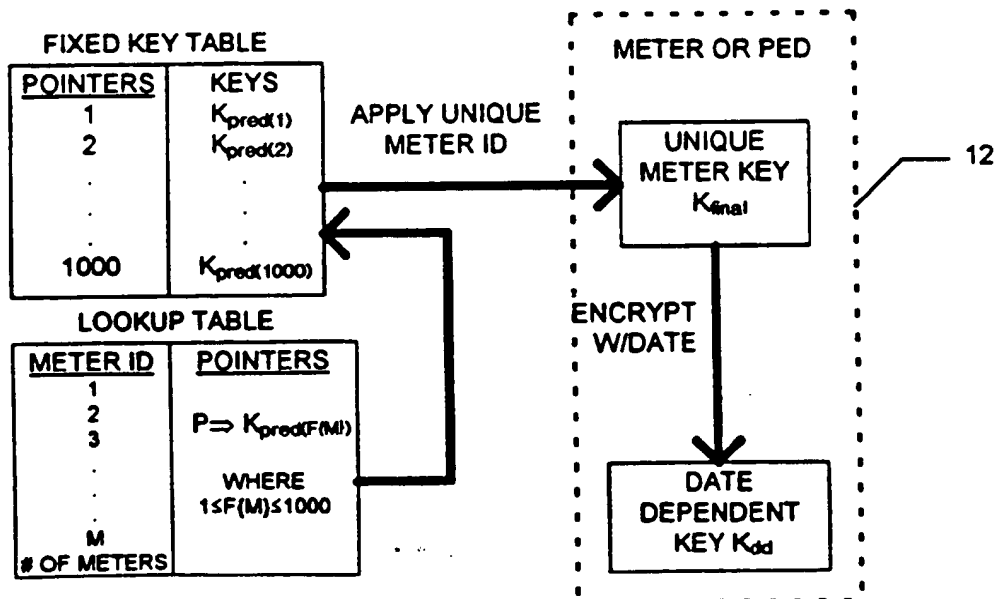 FIXED KEY TABLE
POINTERS KEYS
1 Kpred(1)
2 Kpred(2)
. .
. .
. .
1000 Kpred(1000)
LOOKUP TABLE
METER ID POINTERS
1
2
3
P⇒ Kpred(F(M))
.
.
.
.
WHERE
1≤F(M)≤1000
M
# OF METERS
APPLY UNIQUE
METER ID
METER OR PED
UNIQUE
METER KEY
Kfinal
12
ENCRYPT
W/DATE
DATE
DEPENDENT
KEY Kdd